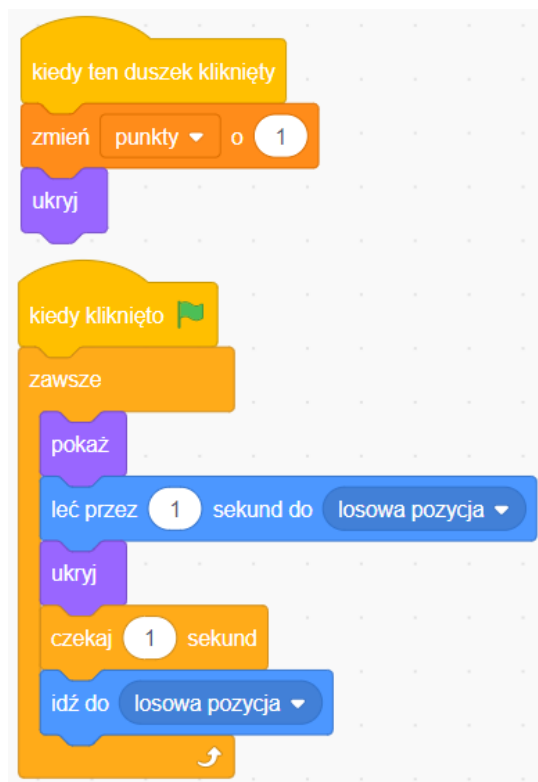 kiedy ten duszek kliknięty
zmień punkty o 1
ukryj
kiedy kliknięto
zawsze
pokaż
leć przez 1 sekund do losowa pozycja
ukryj
czekaj 1 sekund
idź do losowa pozycja